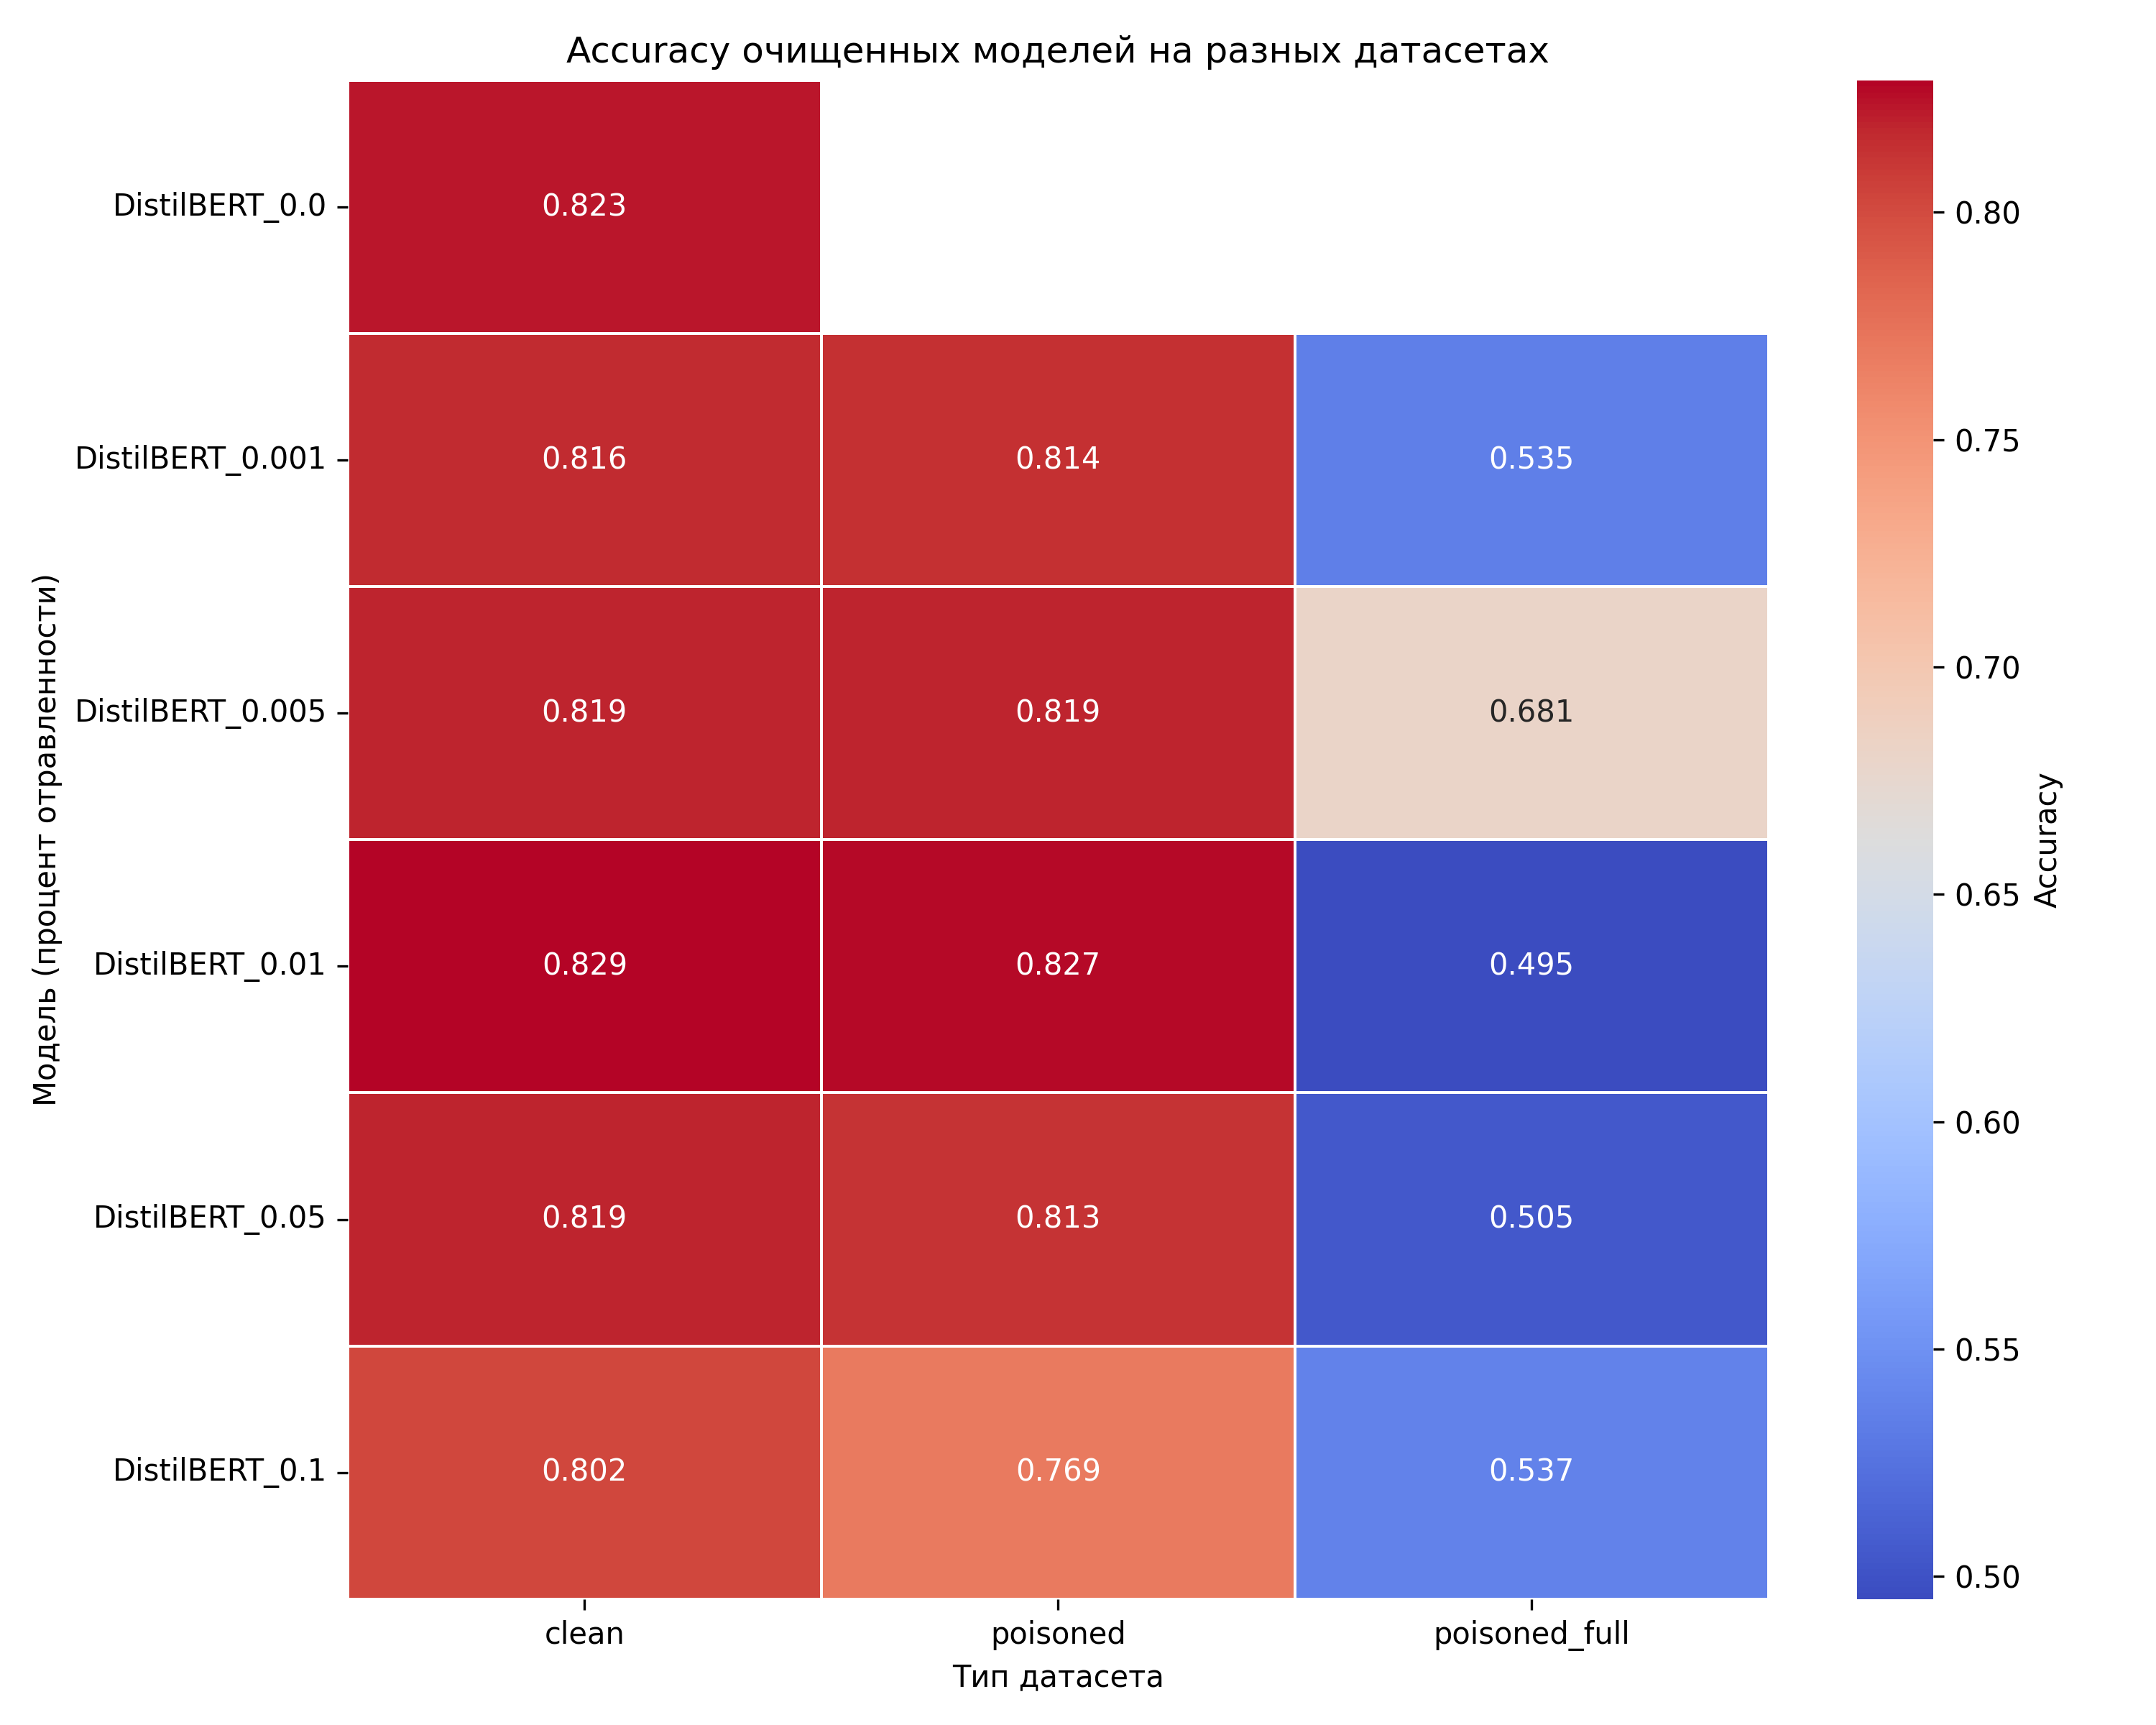 Accuracy очищенных моделей на разных датасетах
Модель (процент отравленности)
DistilBERT_0.0
0.823
DistilBERT_0.001
0.816
0.814
0.535
DistilBERT_0.005
0.819
0.819
0.681
DistilBERT_0.01
0.829
0.827
0.495
DistilBERT_0.05
0.819
0.813
0.505
DistilBERT_0.1
0.802
0.769
0.537
clean
poisoned
poisoned_full
Тип датасета
0.80
0.75
0.70
0.65
0.60
0.55
0.50
Accuracy